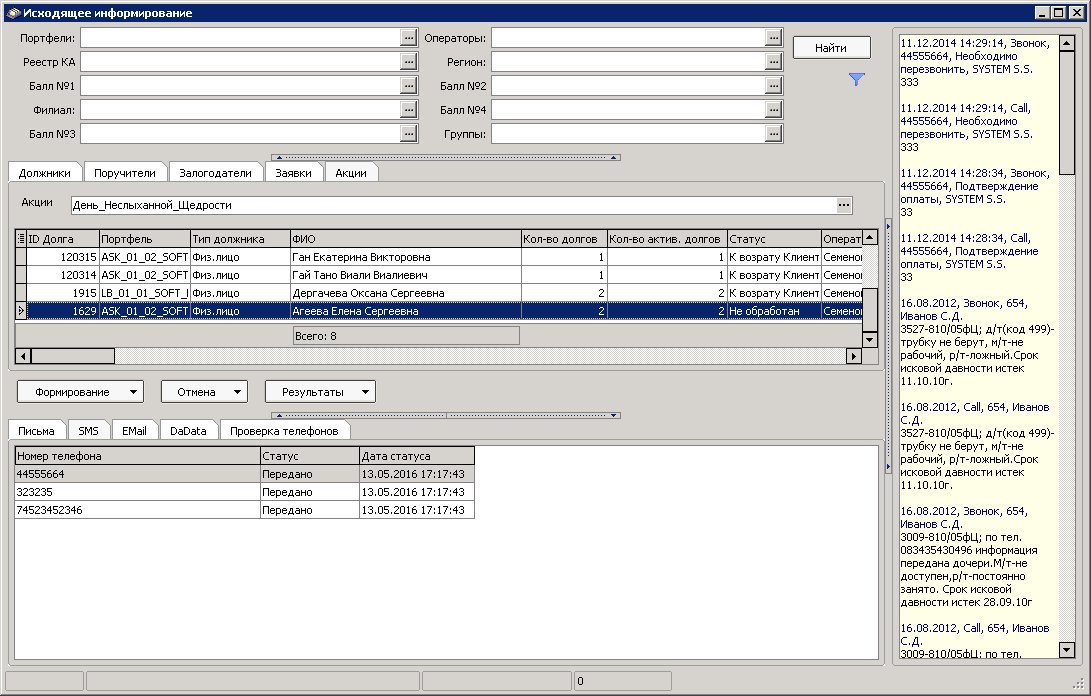 Исходящее информирование
Портфели: ... Операторы: ... Найти
Реестр КА ... Регион: ...
Балл №1 ... Балл №2 ...
Филиал: ... Балл №4 ...
Балл №3 ... Группы: ...
Должники Поручители Залогодатели Заявки Акции
Акции День_Неслыханной_Щедрости ...
ID Долга Портфель Тип должника ФИО Кол-во долгов Кол-во актив. долгов Статус Операт
120315 ASK_01_02_SOFT Физ.лицо Ган Екатерина Викторовна 1 1 К возрату Клиент Семено
120314 ASK_01_02_SOFT Физ.лицо Гай Тано Виали Виалиевич 1 1 К возрату Клиент Семено
1915 LB_01_01_SOFT_ Физ.лицо Дергачева Оксана Сергеевна 2 2 К возрату Клиент Семено
1629 ASK_01_02_SOFT Физ.лицо Агеева Елена Сергеевна 2 2 Не обработан Семено
Всего: 8
Формирование Отмена Результаты
Письма SMS EMail DaData Проверка телефонов
Номер телефона Статус Дата статуса
44555664 Передано 13.05.2016 17:17:43
323235 Передано 13.05.2016 17:17:43
74523452346 Передано 13.05.2016 17:17:43
0
11.12.2014 14:29:14, Звонок,
44555664, Необходимо
перезвонить, SYSTEM S.S.
333
11.12.2014 14:29:14, Call,
44555664, Необходимо
перезвонить, SYSTEM S.S.
333
11.12.2014 14:28:34, Звонок,
44555664, Подтверждение
оплаты, SYSTEM S.S.
33
11.12.2014 14:28:34, Call,
44555664, Подтверждение
оплаты, SYSTEM S.S.
33
16.08.2012, Звонок, 654,
Иванов С.Д.
3527-810/05фЦ; д/т(код 499)-
трубку не берут, м/т-не
рабочий, р/т-ложный.Срок
исковой давности истек
11.10.10г.
16.08.2012, Call, 654, Иванов
С.Д.
3527-810/05фЦ; д/т(код 499)-
трубку не берут, м/т-не
рабочий, р/т-ложный.Срок
исковой давности истек
11.10.10г.
16.08.2012, Звонок, 654,
Иванов С.Д.
3009-810/05фЦ; по тел.
083435430496 информация
передана дочери.М/т-не
доступен,р/т-постоянно
занято. Срок исковой
давности истек 28.09.10г
16.08.2012, Call, 654, Иванов
С.Д.
3009-810/05фЦ; по тел.